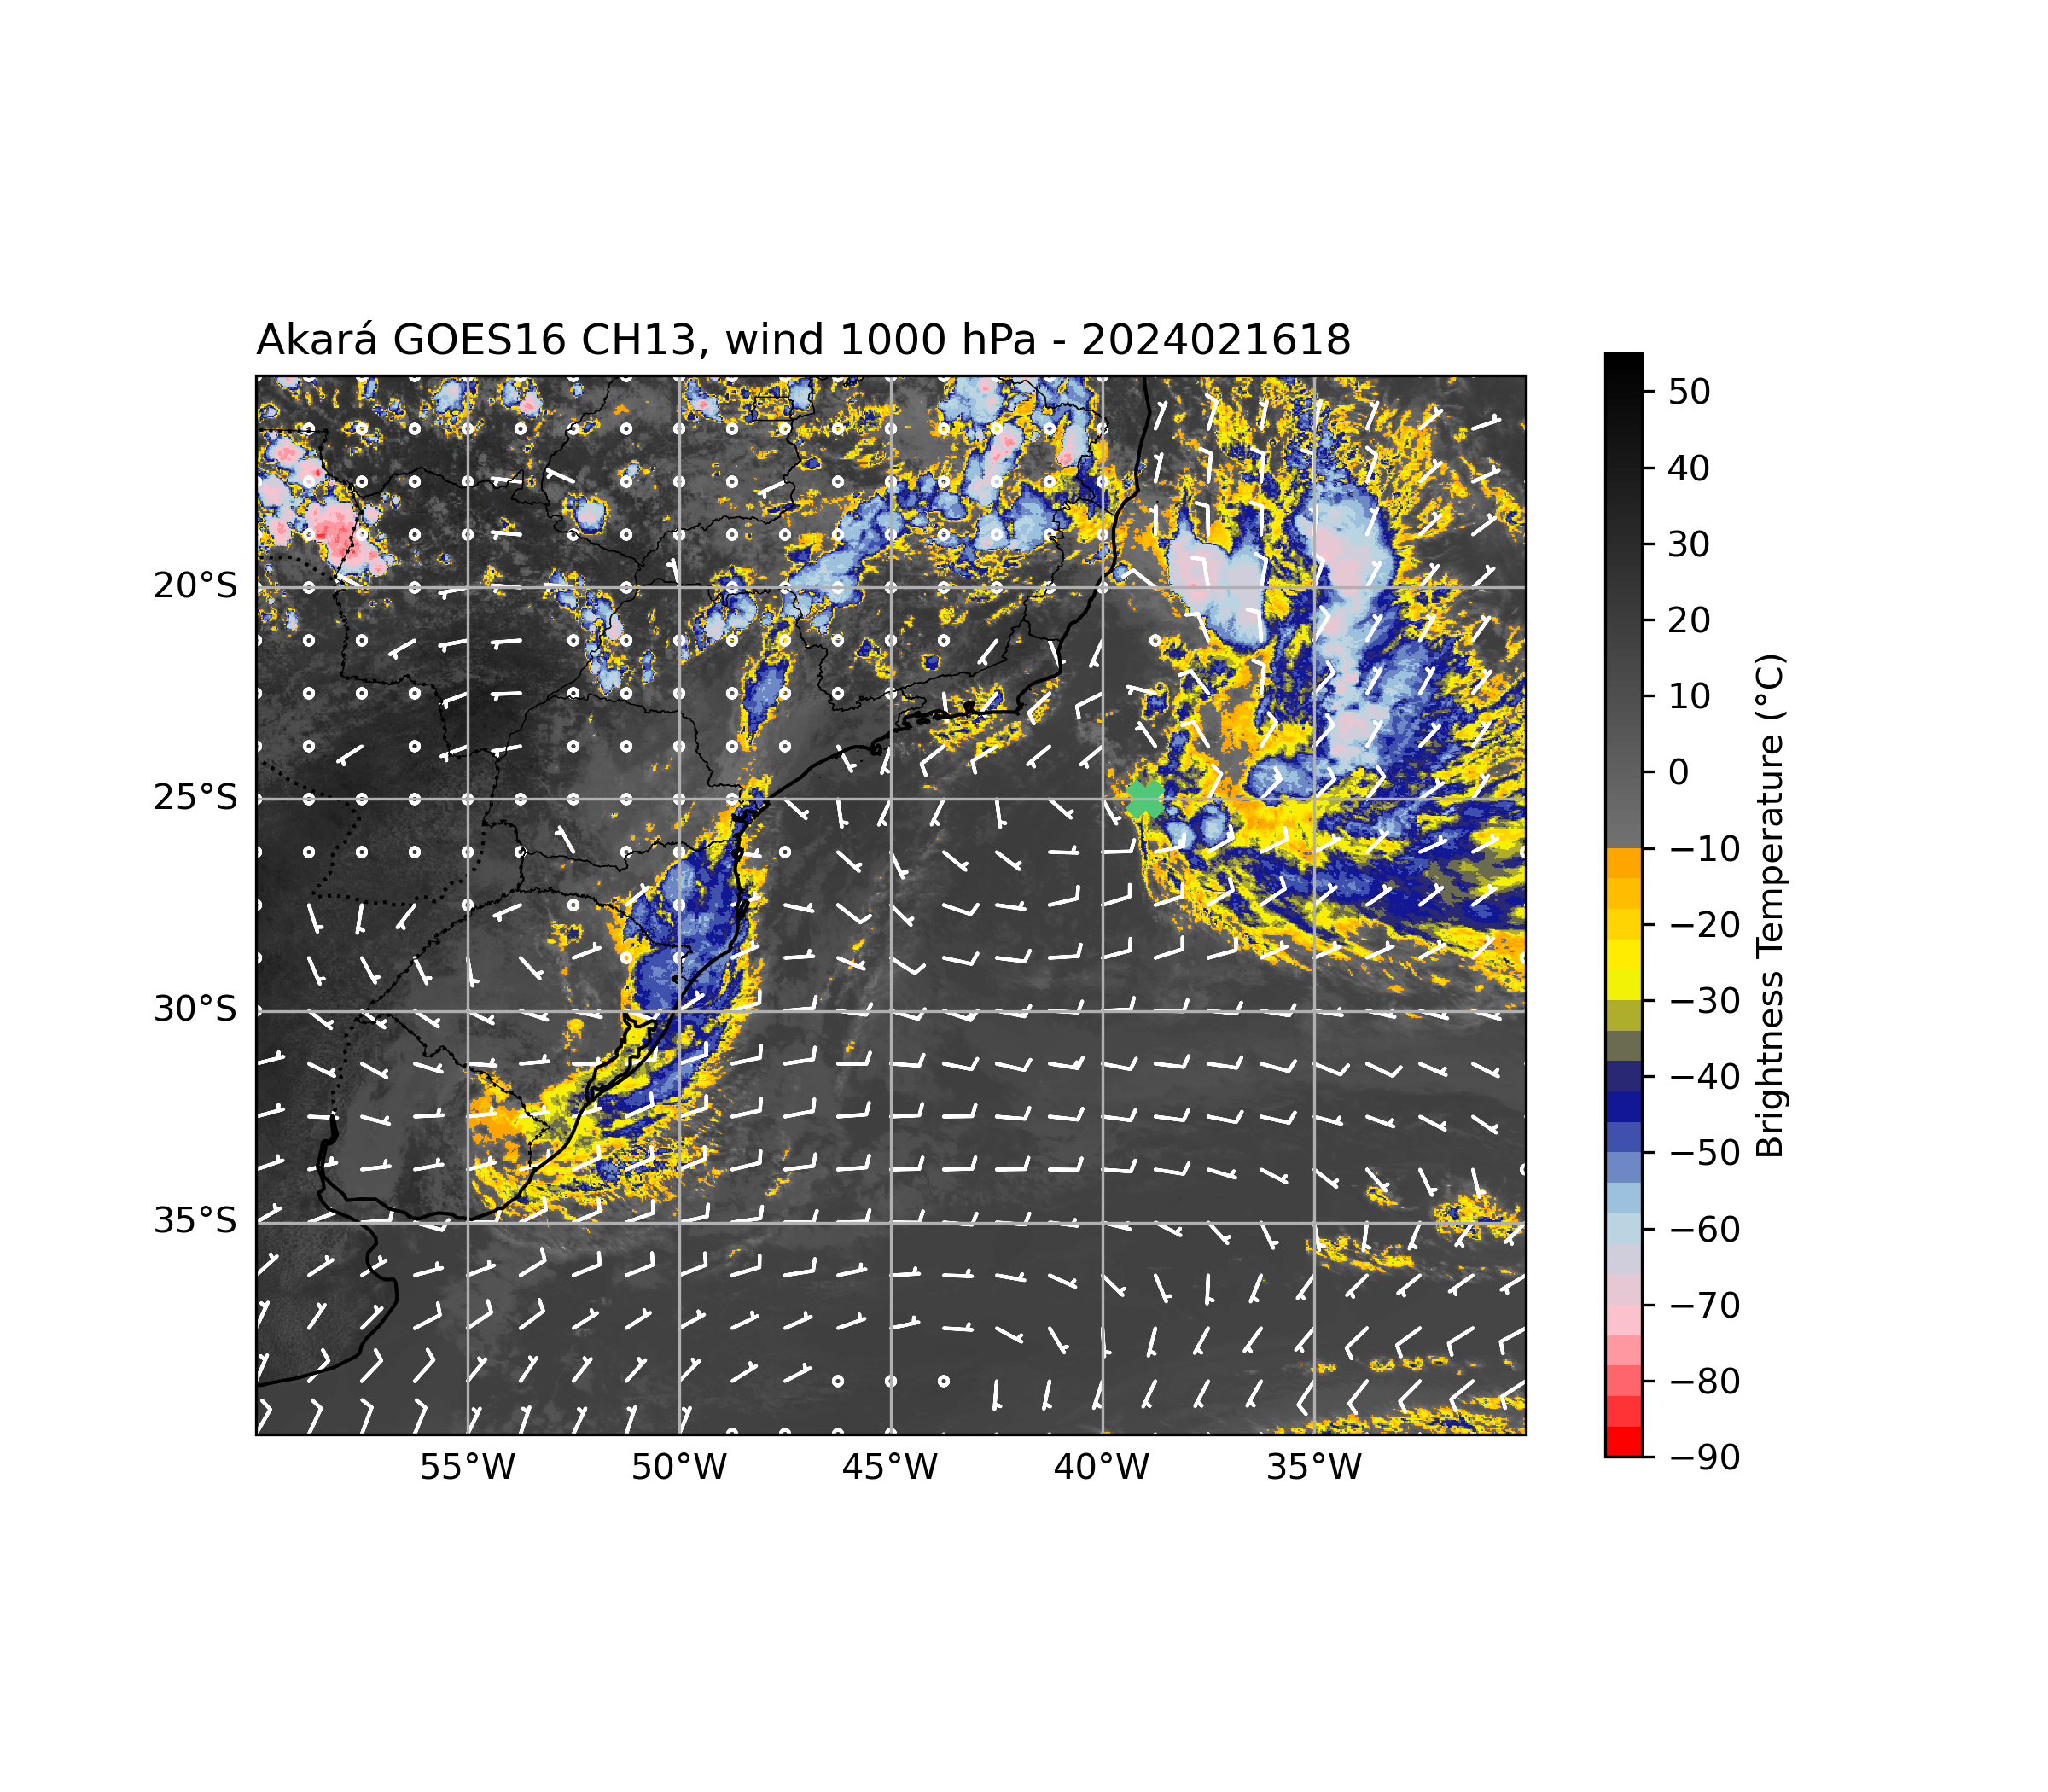 Akará GOES16 CH13, wind 1000 hPa - 2024021618
20°S
25°S
30°S
35°S
55°W
50°W
45°W
40°W
35°W
50
40
30
20
10
0
−10
−20
−30
−40
−50
−60
−70
−80
−90
Brightness Temperature (°C)